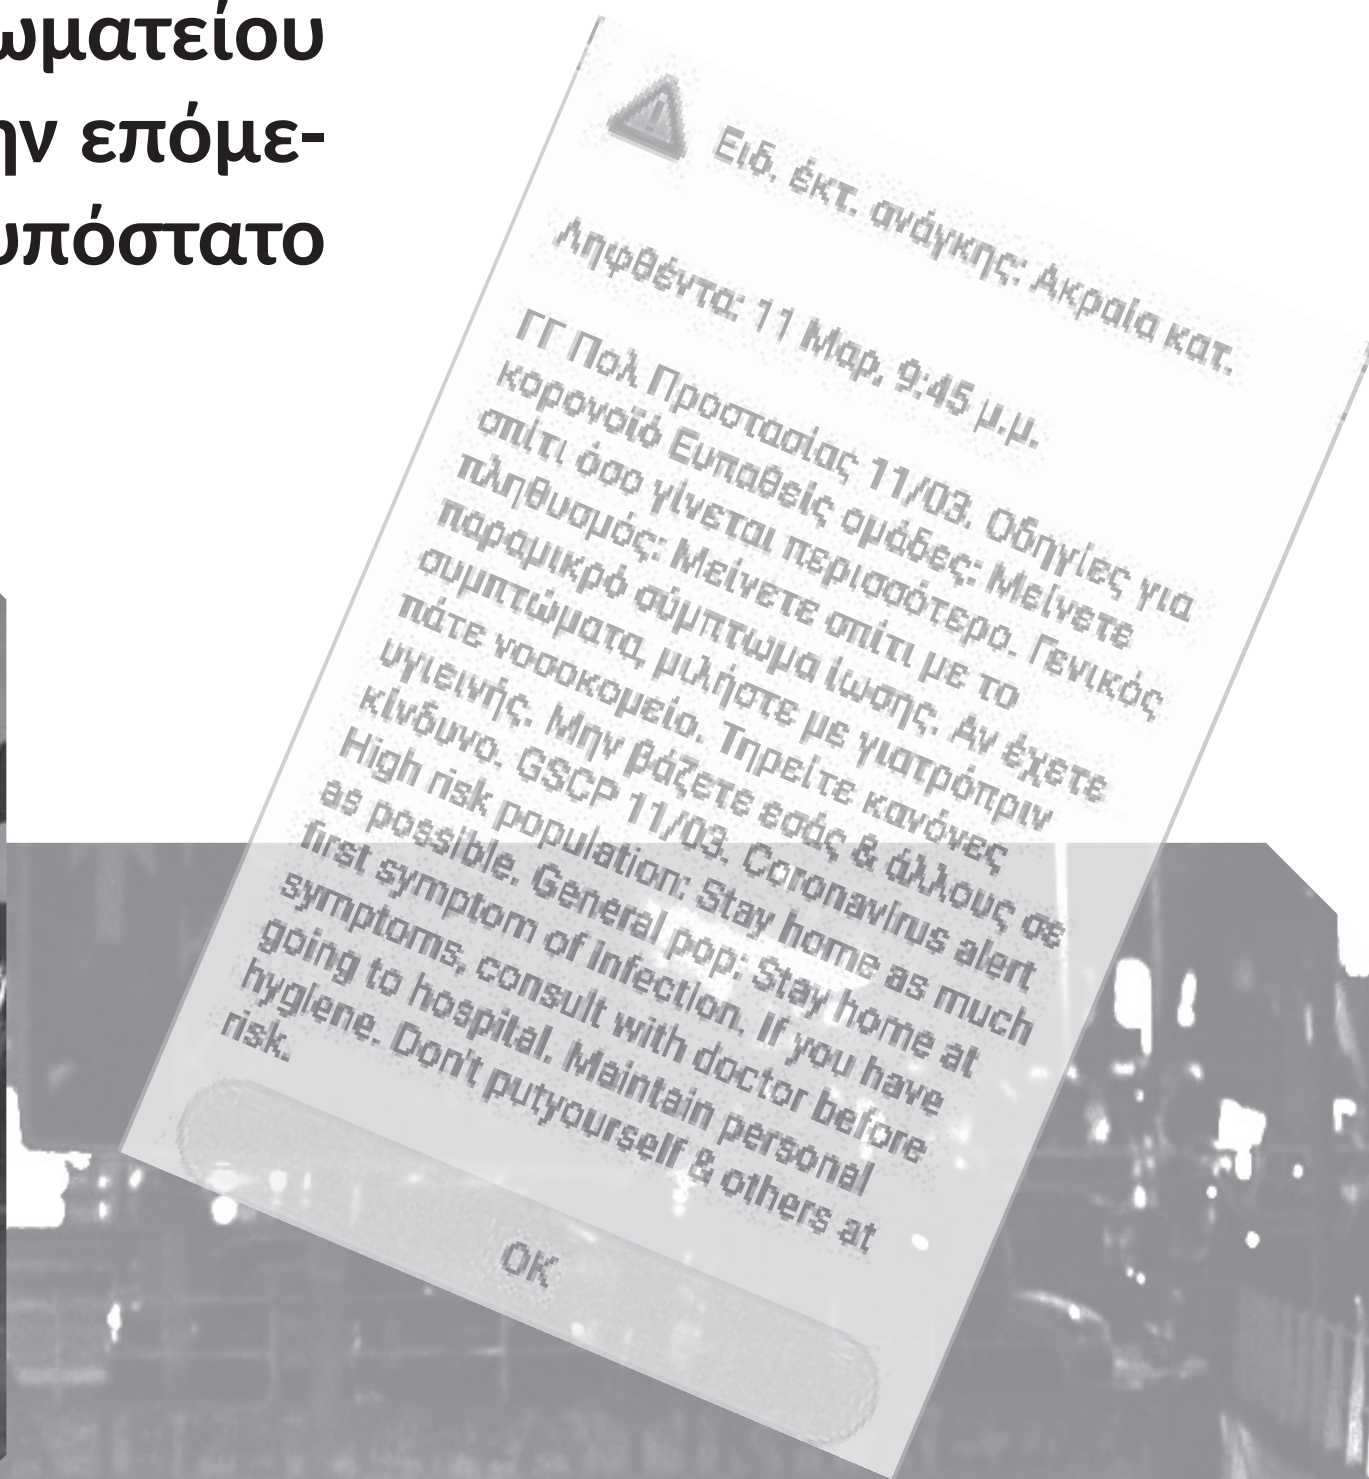 ωματείου
ην επόμε-
υπόστατο
Ειδ. έκτ. ανάγκης: Ακραία κατ.
Ληφθέντα: 11 Μαρ. 9:45 μ.μ.
ΓΓ Πολ Προστασίας 11/03. Οδηγίες για
κορονοϊό Ευπαθείς ομάδες: Μείνετε
σπίτι όσο γίνεται περισσότερο. Γενικός
πληθυσμός: Μείνετε σπίτι με το
παραμικρό σύμπτωμα ίωσης. Αν έχετε
συμπτώματα, μιλήστε με γιατρόπριν
πάτε νοσοκομείο. Τηρείτε κανόνες
υγιεινής. Μην βάζετε εσάς & άλλους σε
κίνδυνο. GSCP 11/03. Coronavirus alert
High risk population: Stay home as much
as possible. General pop: Stay home at
first symptom of infection. If you have
symptoms, consult with doctor before
going to hospital. Maintain personal
hygiene. Don't putyourself & others at
risk.
OK